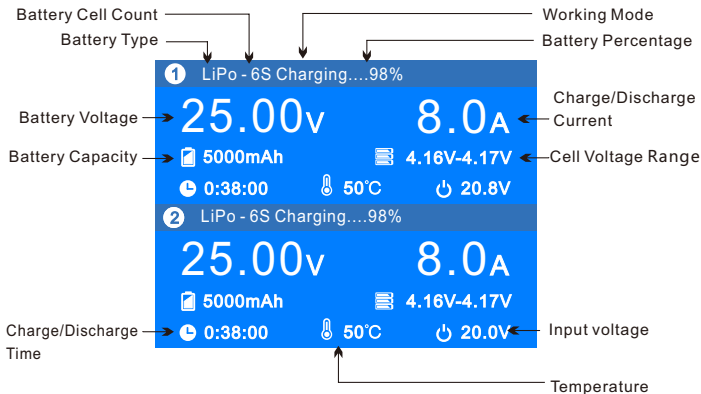 Battery Cell Count
Working Mode
Battery Type
Battery Percentage
1 LiPo - 6S Charging....98%
Battery Voltage
25.00V
8.0A
Charge/Discharge
Current
Battery Capacity
5000mAh
4.16V-4.17V
Cell Voltage Range
0:38:00
50℃
20.8V
2 LiPo - 6S Charging....98%
25.00V
8.0A
5000mAh
4.16V-4.17V
Charge/Discharge
Time
0:38:00
50℃
20.0V
Input voltage
Temperature